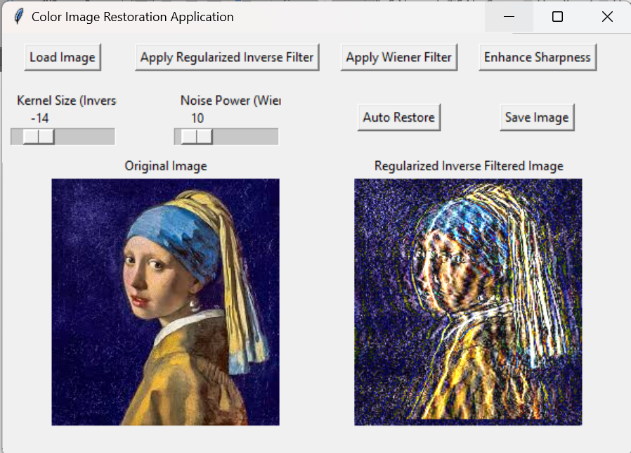 Color Image Restoration Application
Load Image
Apply Regularized Inverse Filter
Apply Wiener Filter
Enhance Sharpness
Kernel Size (Invers
Noise Power (Wier
-14
10
Auto Restore
Save Image
Original Image
Regularized Inverse Filtered Image